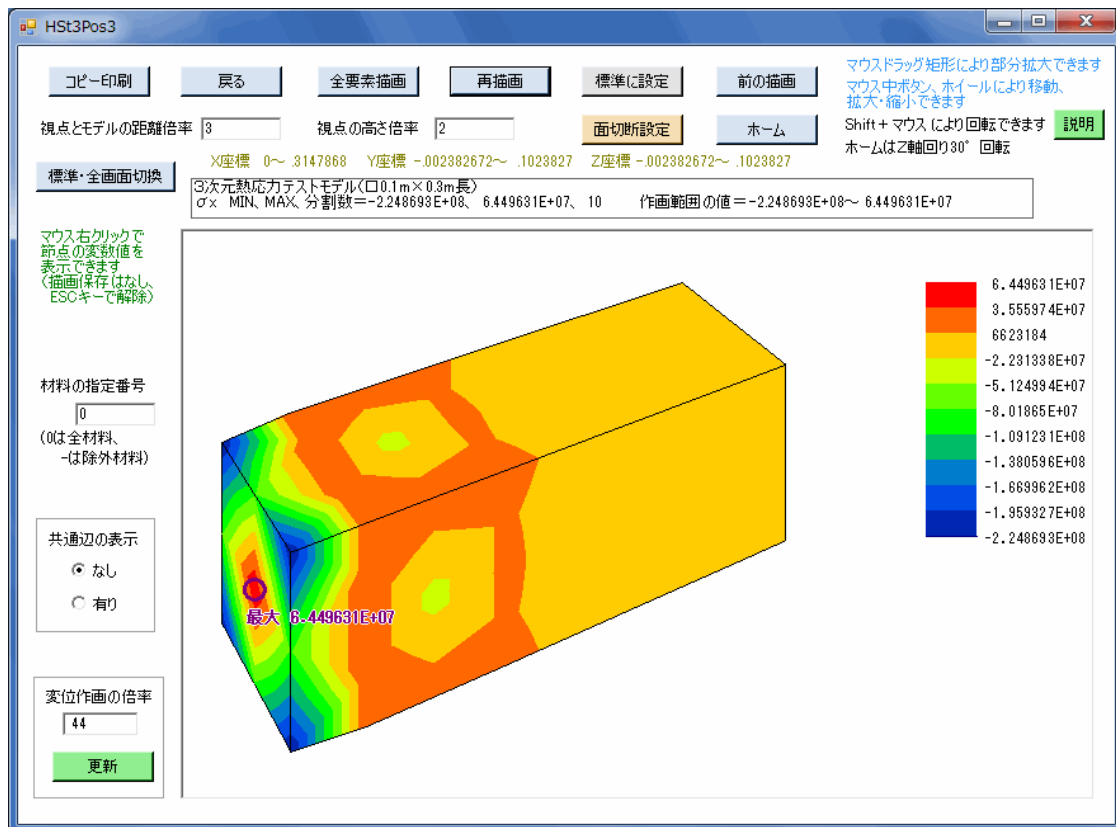 HSt3Pos3
コピー印刷
戻る
全要素描画
再描画
標準に設定
前の描画
マウスドラッグ矩形により部分拡大できます
マウス中ボタン、ホイールにより移動、
拡大・縮小できます
Shift+マウスにより回転できます
ホームはZ軸回り30° 回転
説明
視点とモデルの距離倍率 3
視点の高さ倍率 2
面切断設定
ホーム
標準・全画面切換
X座標 0～ .3147868 Y座標 -.002382672～ .1023827 Z座標 -.002382672～ .1023827
3次元熱応力テストモデル(口0.1m×0.3m長)
σx MIN、MAX、分割数=-2.248693E+08、 6.449631E+07、 10 作画範囲の値=-2.248693E+08～ 6.449631E+07
マウス右クリックで
節点の変数値を
表示できます
(描画保存はなし、
ESCキーで解除)
材料の指定番号
0
(0は全材料、
-は除外材料)
共通辺の表示
なし
有り
変位作画の倍率
44
更新
最大 6.449631E+07
6.449631E+07
3.555974E+07
6623184
-2.231338E+07
-5.124994E+07
-8.01865E+07
-1.091231E+08
-1.380596E+08
-1.669962E+08
-1.959327E+08
-2.248693E+08